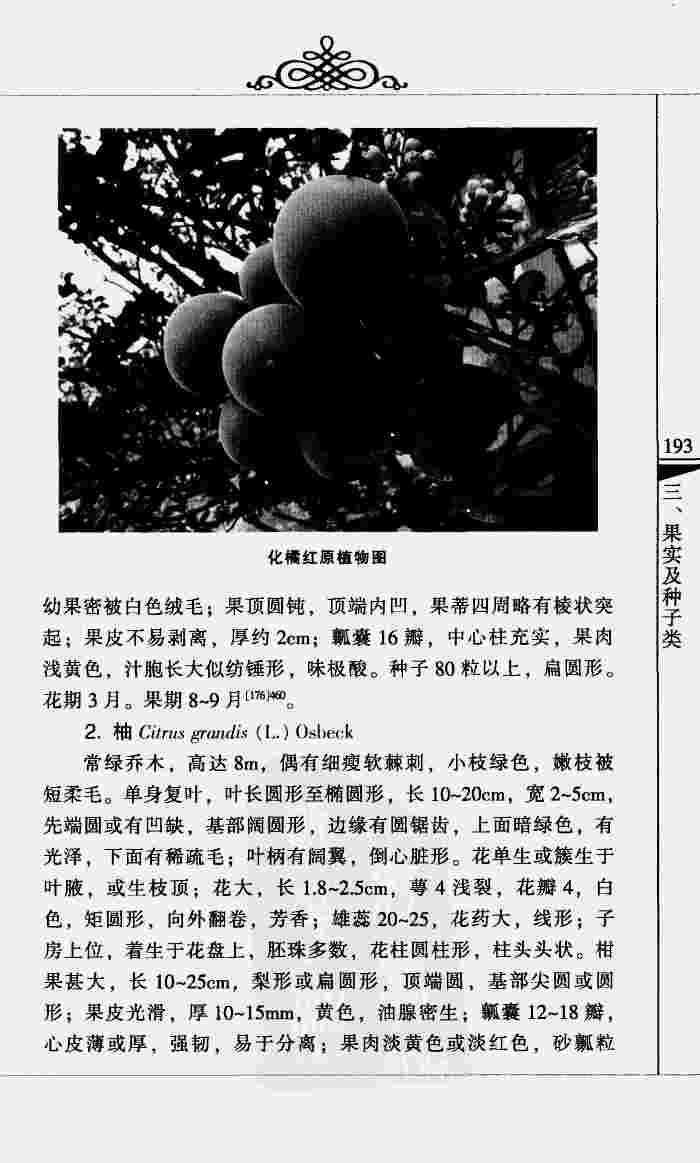 化橘红原植物图
幼果密被白色绒毛；果顶圆钝，顶端内凹，果蒂四周略有棱状突
起；果皮不易剥离，厚约 2cm；瓤囊 16 瓣，中心柱充实，果肉
浅黄色，汁胞长大似纺锤形，味极酸。种子 80 粒以上，扁圆形。
花期 3 月。果期 8~9 月[176]460。
2. 柚 Citrus grandis (L.) Osbeck
常绿乔木，高达 8m，偶有细瘦软棘刺，小枝绿色，嫩枝被
短柔毛。单身复叶，叶长圆形至椭圆形，长 10~20cm，宽 2~5cm，
先端圆或有凹缺，基部阔圆形，边缘有圆锯齿，上面暗绿色，有
光泽，下面有稀疏毛；叶柄有阔翼，倒心脏形。花单生或簇生于
叶腋，或生枝顶；花大，长 1.8~2.5cm，萼 4 浅裂，花瓣 4，白
色，矩圆形，向外翻卷，芳香；雄蕊 20~25，花药大，线形；子
房上位，着生于花盘上，胚珠多数，花柱圆柱形，柱头头状。柑
果甚大，长 10~25cm，梨形或扁圆形，顶端圆，基部尖圆或圆
形；果皮光滑，厚 10~15mm，黄色，油腺密生；瓤囊 12~18 瓣，
心皮薄或厚，强韧，易于分离；果肉淡黄色或淡红色，砂瓤粒
193
三、果实及种子类